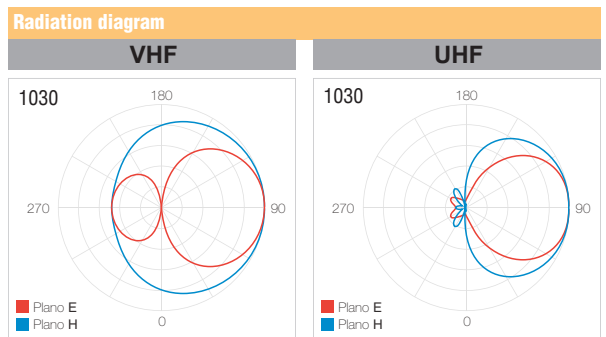 Radiation diagram
VHF
UHF
1030
180
270
90
0
Plano E
Plano H
1030
180
270
90
0
Plano E
Plano H